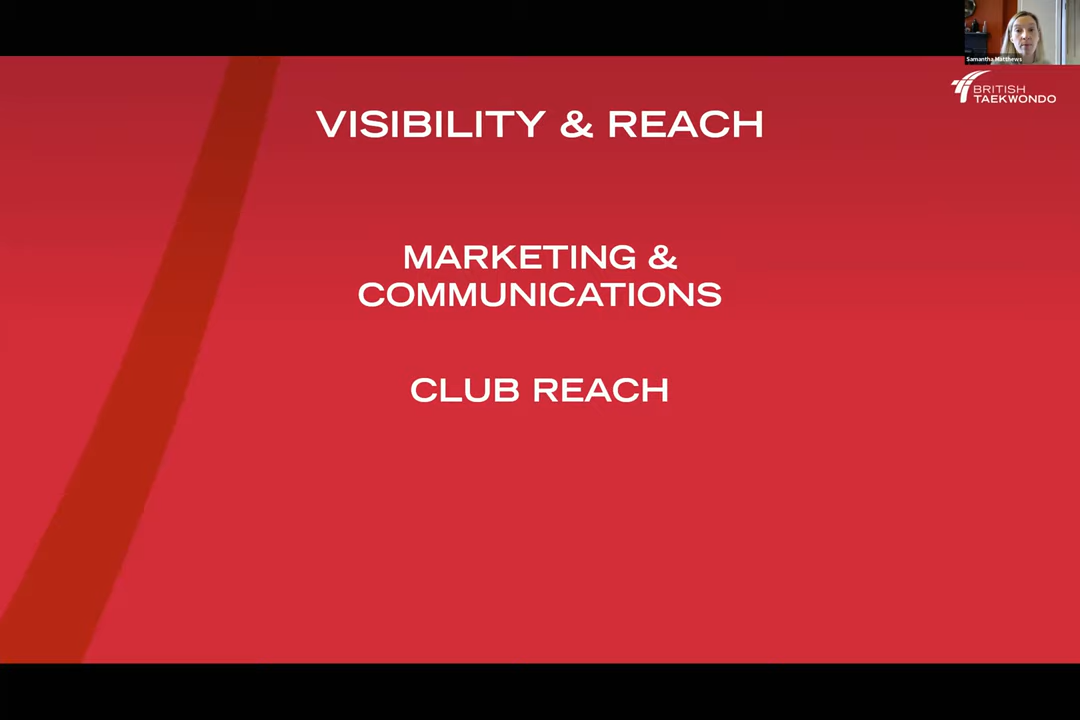 Samantha Matthews
BRITISH
TAEKWONDO
VISIBILITY & REACH
MARKETING &
COMMUNICATIONS
CLUB REACH